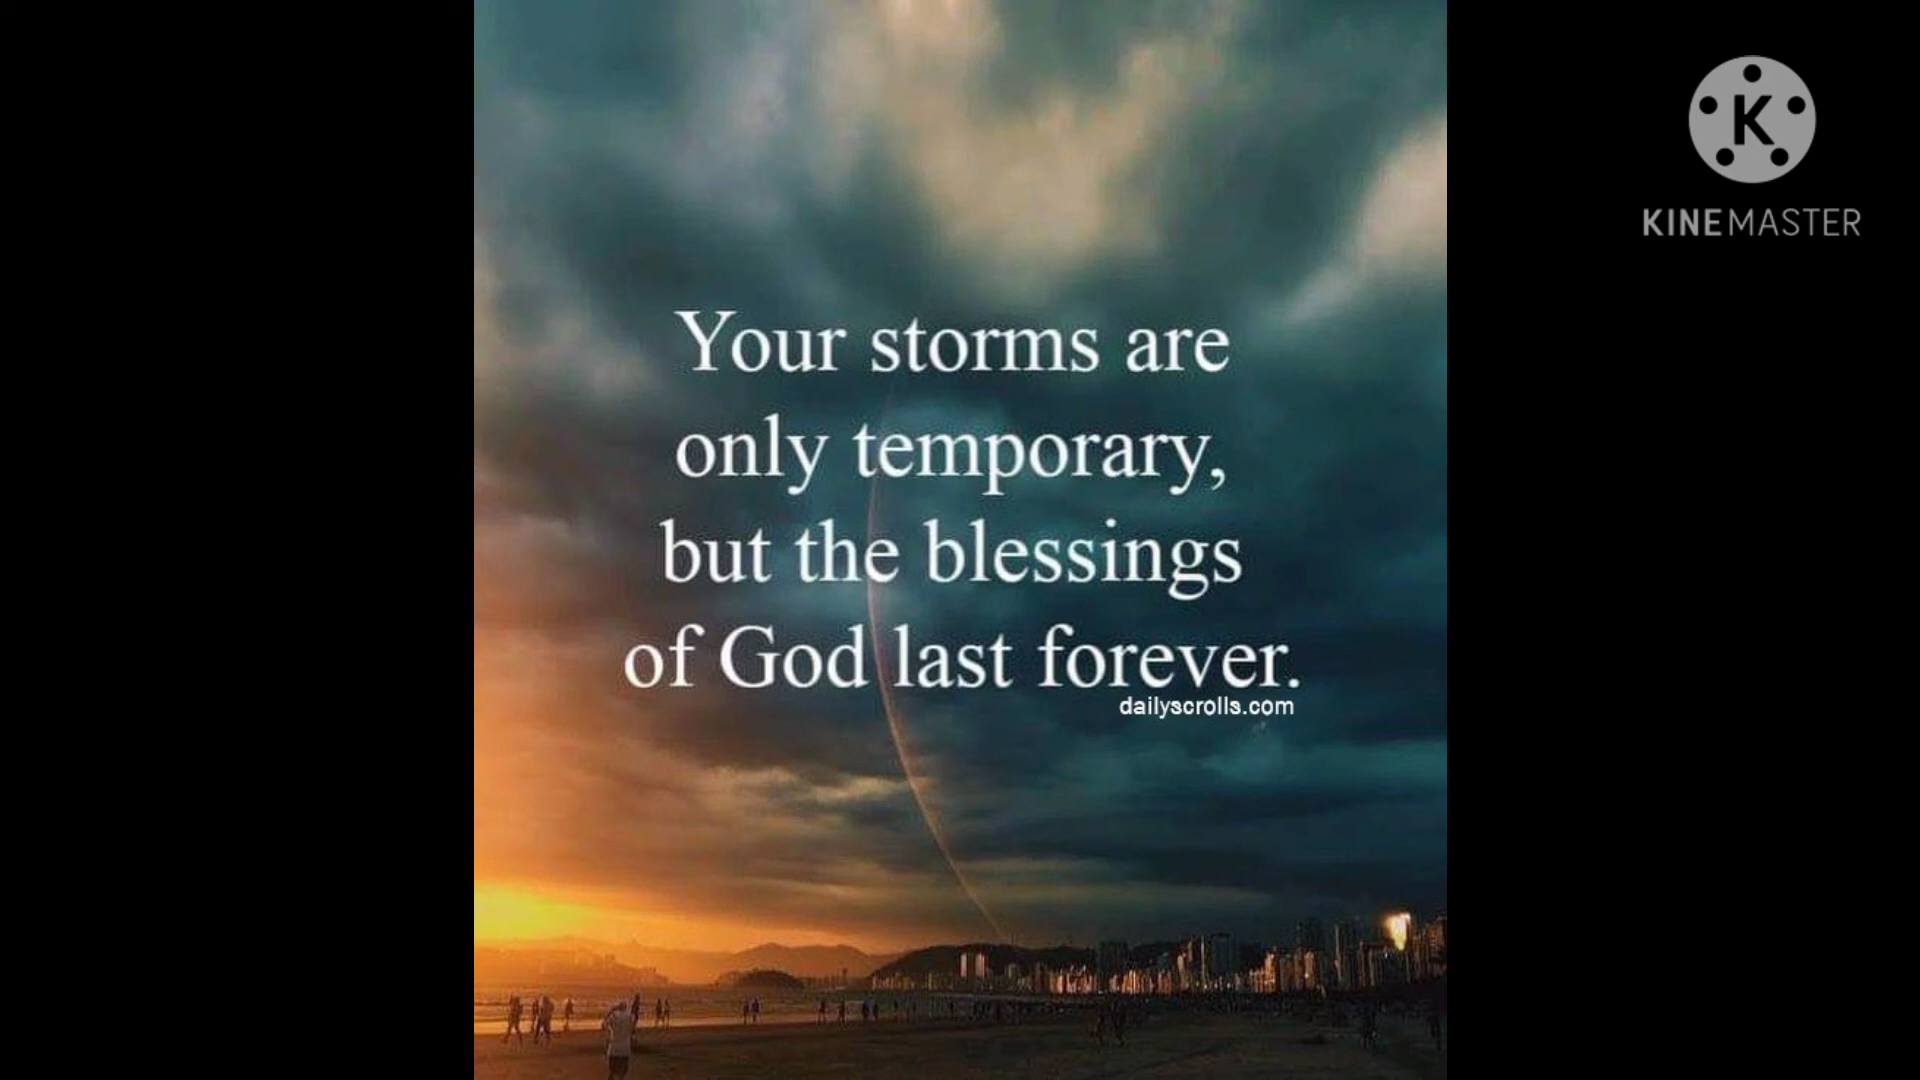 Your storms are
only temporary,
but the blessings
of God last forever.
dailyscrolls.com
K
KINEMASTER